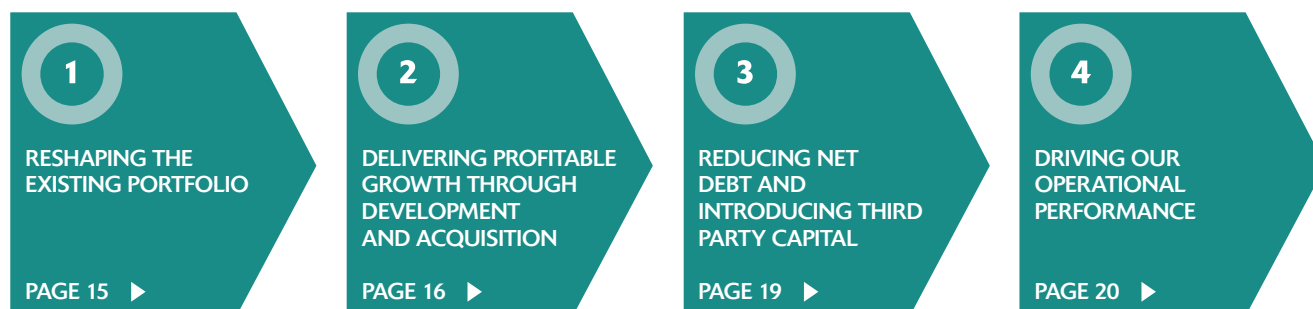 1
RESHAPING THE
EXISTING PORTFOLIO
PAGE 15
2
DELIVERING PROFITABLE
GROWTH THROUGH
DEVELOPMENT
AND ACQUISITION
PAGE 16
3
REDUCING NET
DEBT AND
INTRODUCING THIRD
PARTY CAPITAL
PAGE 19
4
DRIVING OUR
OPERATIONAL
PERFORMANCE
PAGE 20